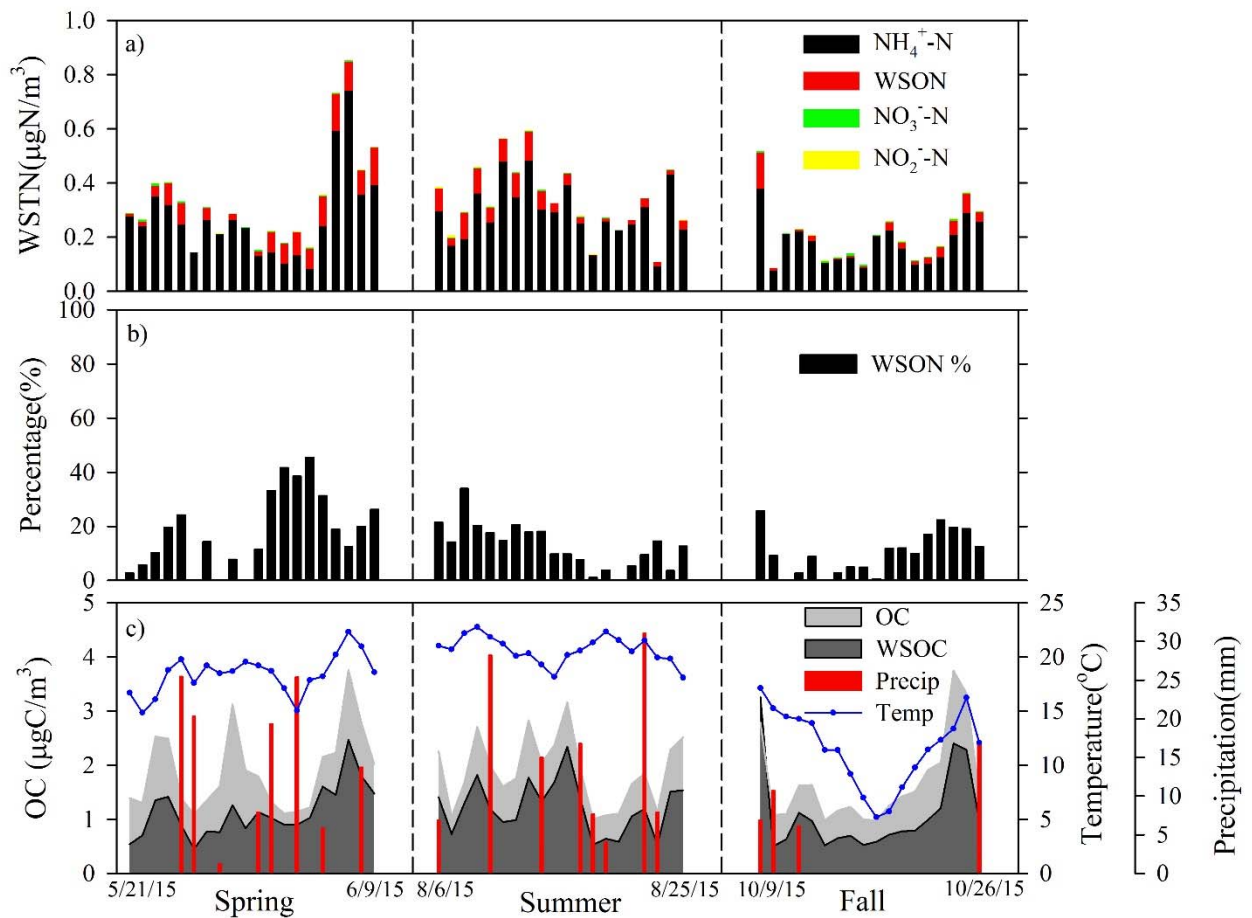 a)
WSTN(µgN/m³)
1.0
0.8
0.6
0.4
0.2
0.0
NH₄⁺-N
WSON
NO₃⁻-N
NO₂⁻-N
b)
Percentage(%)
100
80
60
40
20
0
WSON %
c)
OC (µgC/m³)
5
4
3
2
1
0
OC
WSOC
Precip
Temp
25
20
15
10
5
0
Temperature(°C)
35
30
25
20
15
10
5
0
Precipitation(mm)
5/21/15 6/9/15 8/6/15 8/25/15 10/9/15 10/26/15
Spring Summer Fall